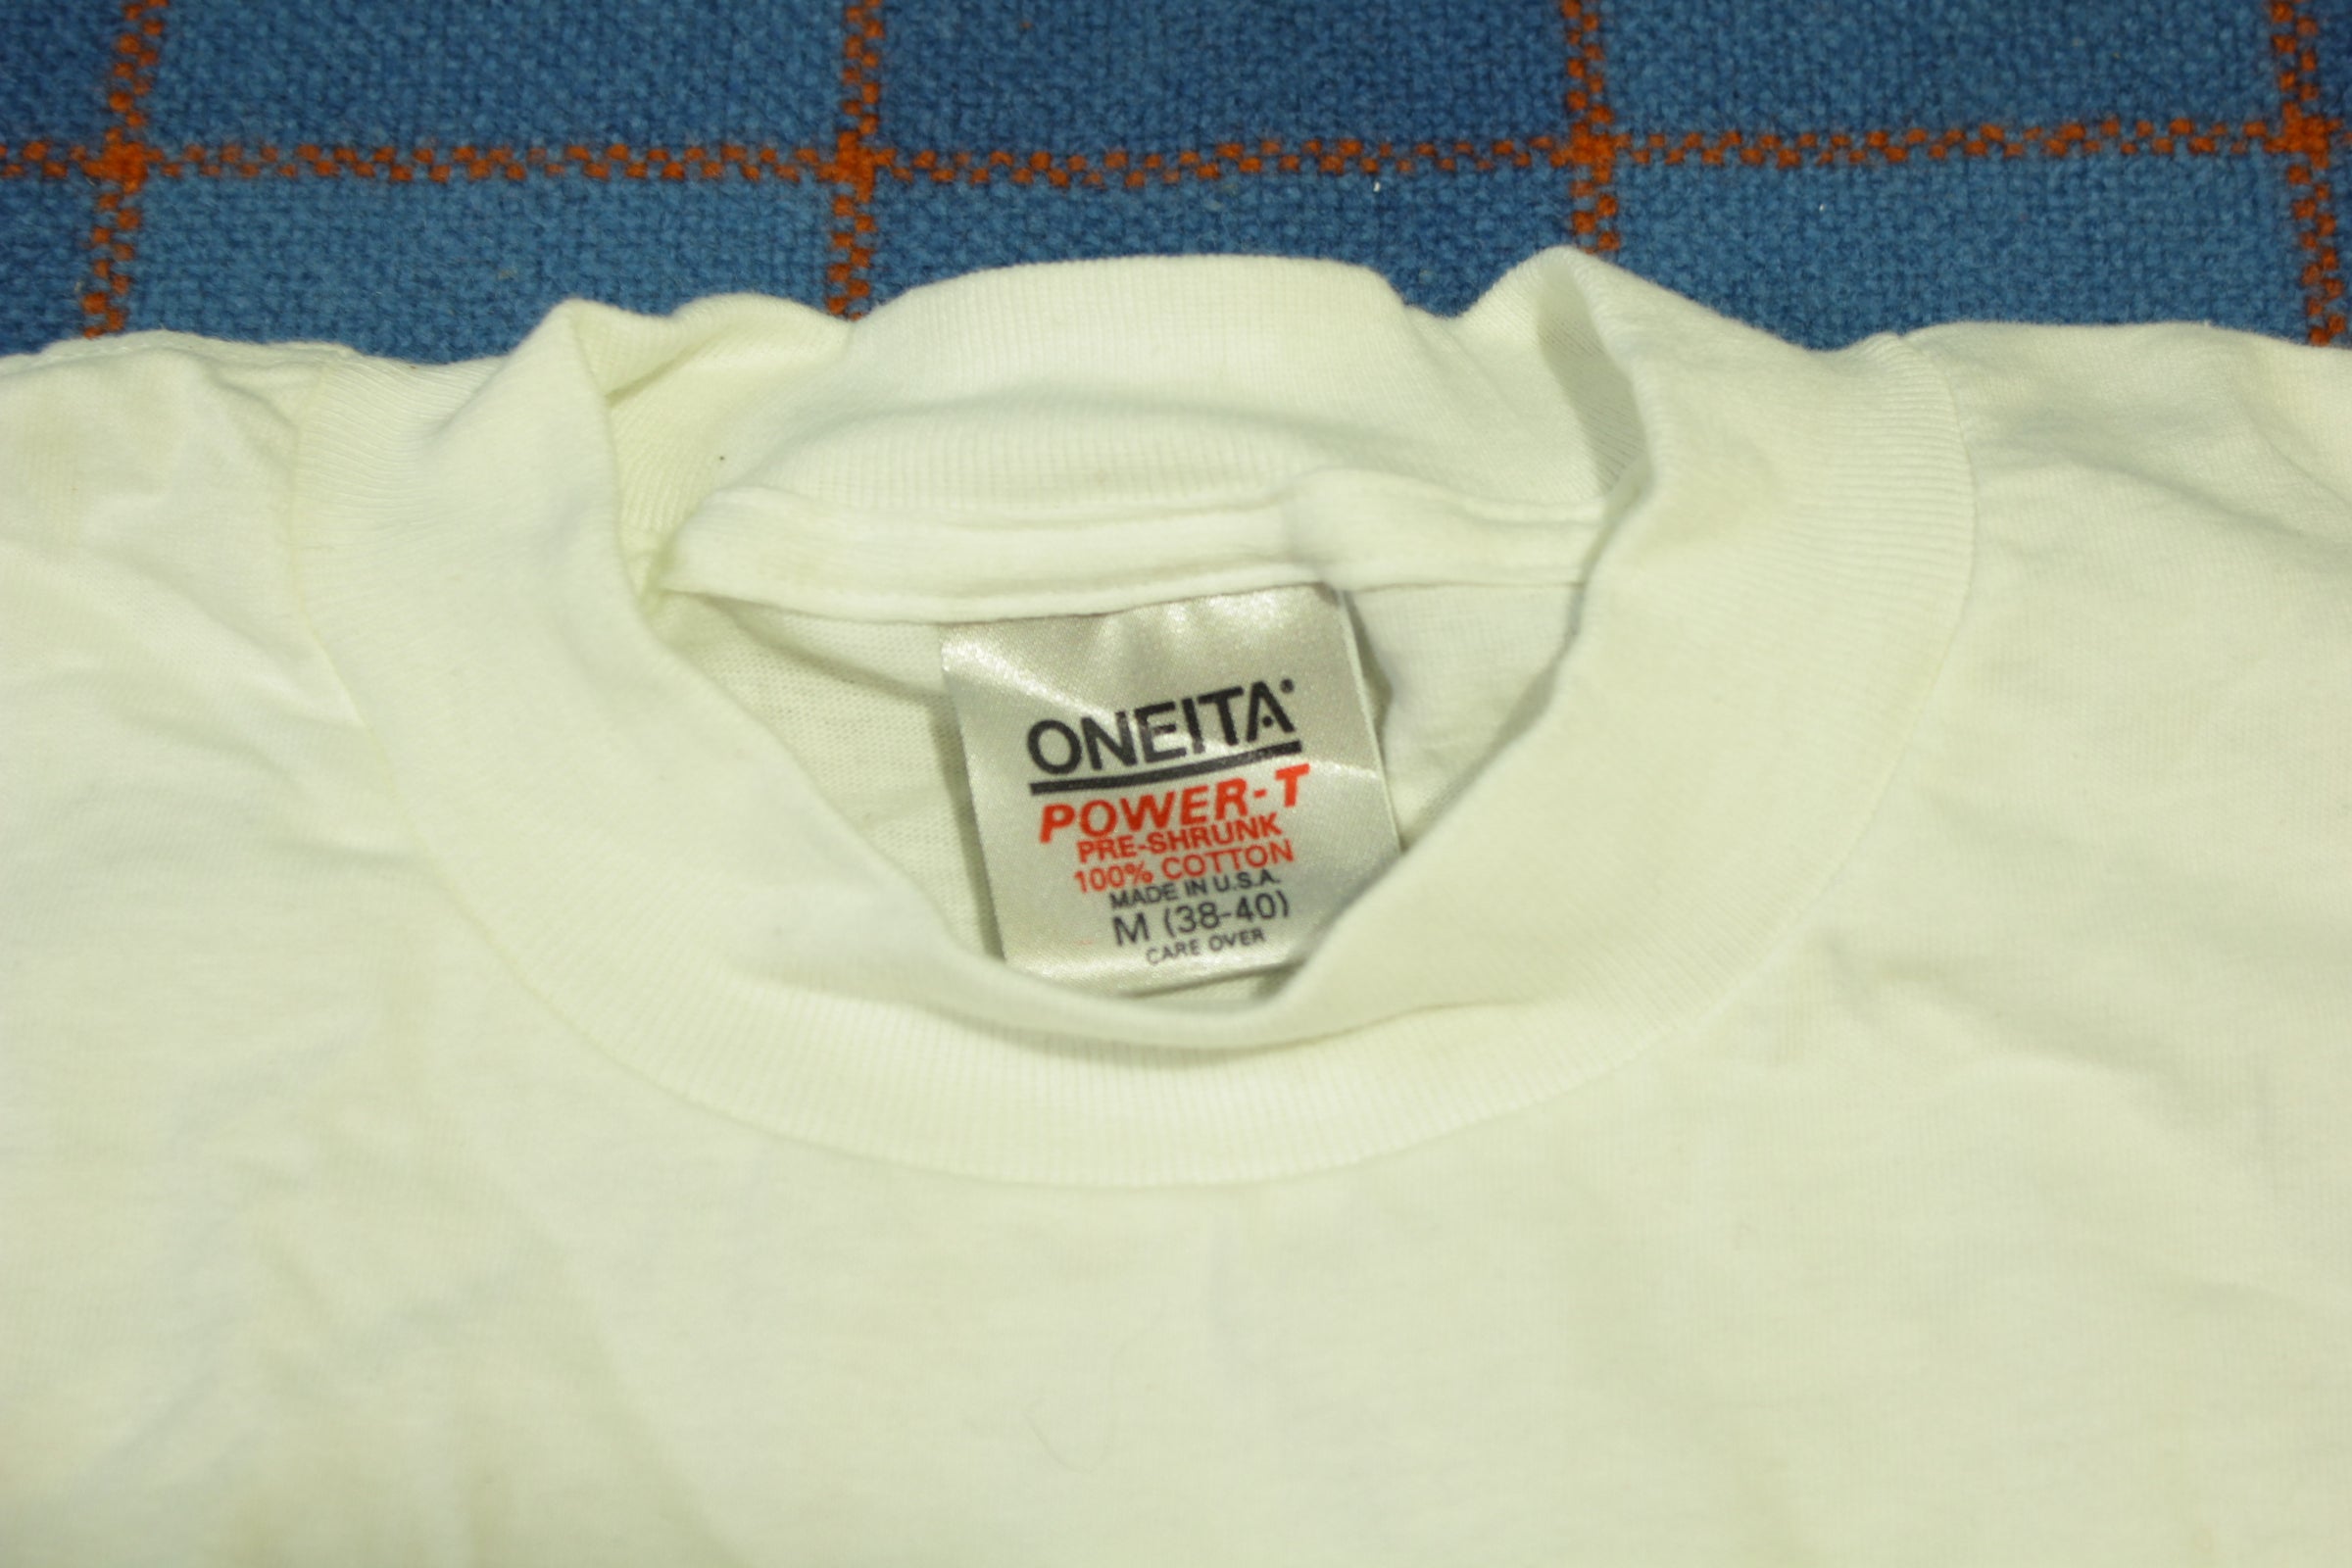 ONEITA®
POWER-T
PRE-SHRUNK
100% COTTON
MADE IN U.S.A.
M (38-40)
CARE OVER